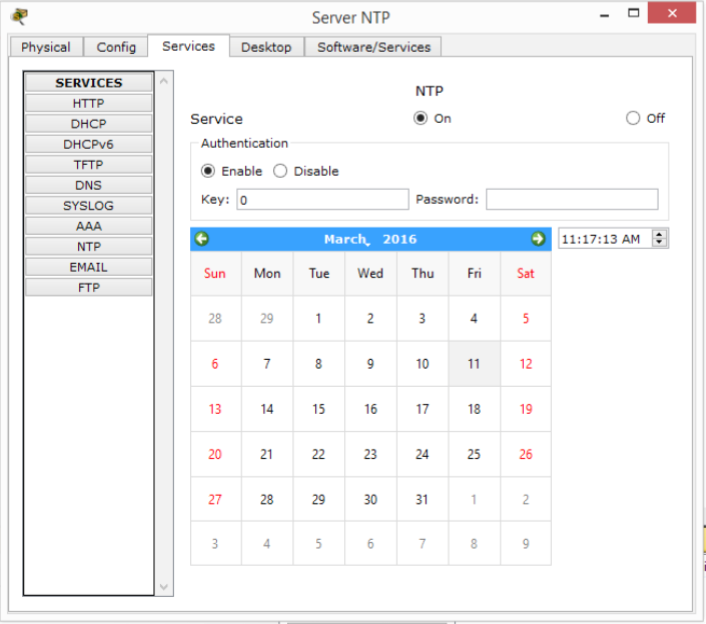 Server NTP
Physical Config Services Desktop Software/Services
SERVICES
HTTP
DHCP
DHCPv6
TFTP
DNS
SYSLOG
AAA
NTP
EMAIL
FTP
NTP
Service On Off
Authentication
Enable Disable
Key: 0 Password:
March, 2016 11:17:13 AM
Sun Mon Tue Wed Thu Fri Sat
28 29 1 2 3 4 5
6 7 8 9 10 11 12
13 14 15 16 17 18 19
20 21 22 23 24 25 26
27 28 29 30 31 1 2
3 4 5 6 7 8 9